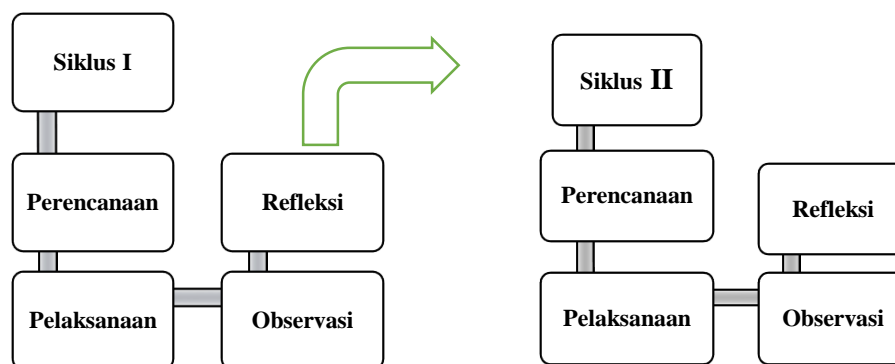 Siklus I
Perencanaan
Pelaksanaan
Observasi
Refleksi
Siklus II
Perencanaan
Pelaksanaan
Observasi
Refleksi